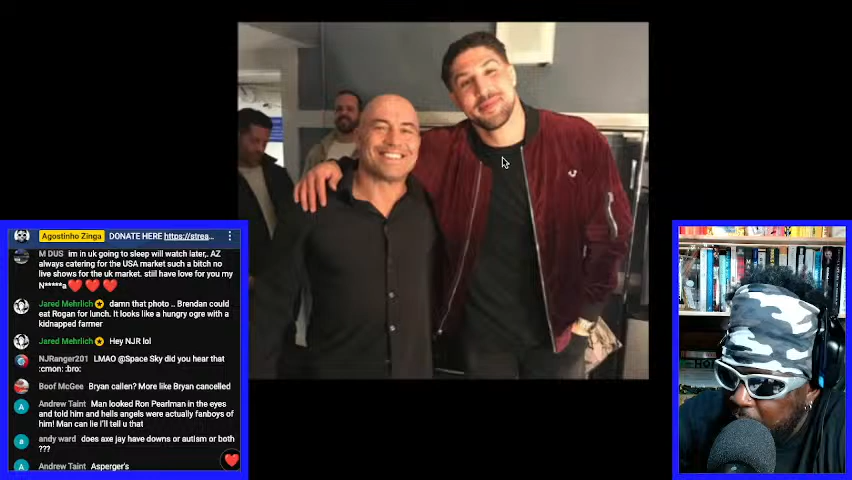 Agostinho Zinga DONATE HERE https://strea...
M DUS im in uk going to sleep will watch later,. AZ
always catering for the USA market such a bitch no
live shows for the uk market. stiil have love for you my
N*****a
Jared Mehrlich damn that photo .. Brendan could
eat Rogan for lunch. It looks like a hungry ogre with a
kidnapped farmer
Jared Mehrlich Hey NJR lol
NJRanger201 LMAO @Space Sky did you hear that
:cmon: :bro:
Boof McGee Bryan callen? More like Bryan cancelled
Andrew Taint Man looked Ron Pearlman in the eyes
and told him and hells angels were actually fanboys of
him! Man can lie I'll tell u that
andy ward does axe jay have downs or autism or both
???
Andrew Taint Asperger's